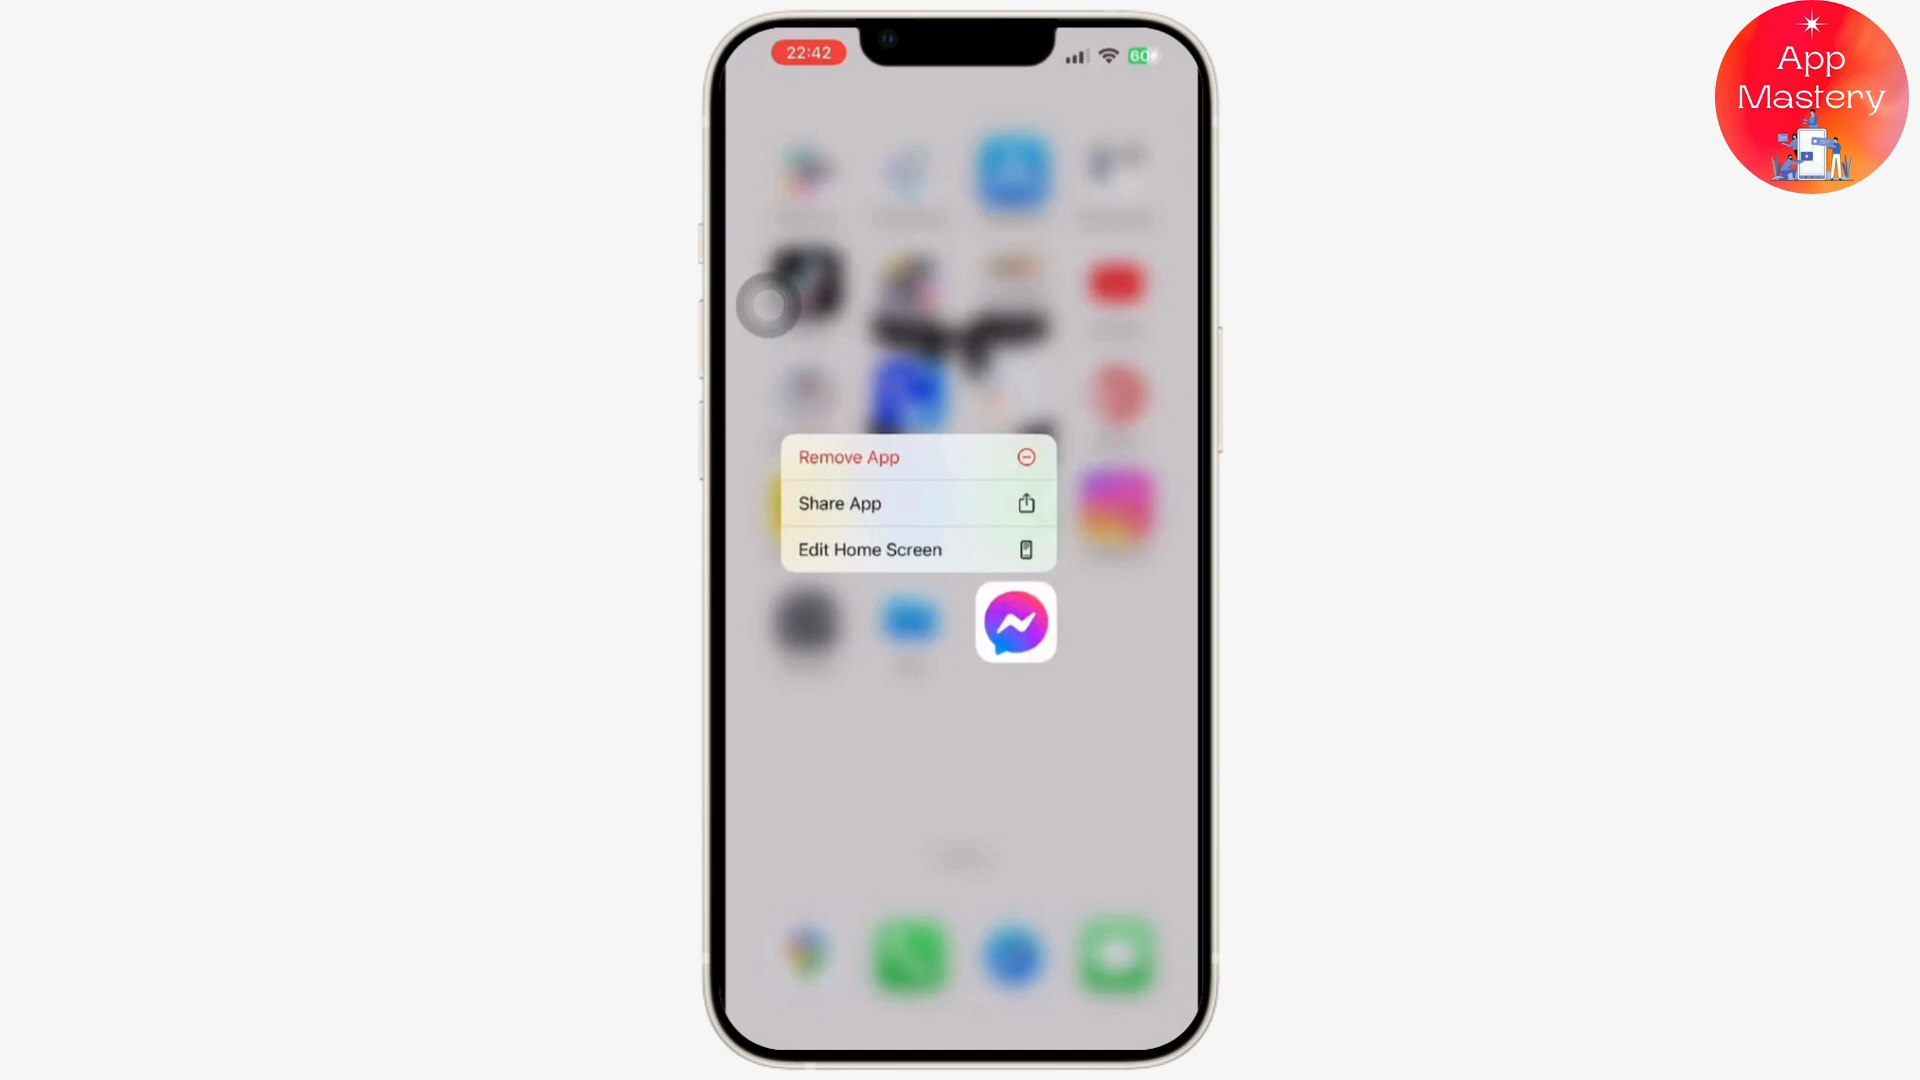 22:42
60
App
Mastery
Remove App
Share App
Edit Home Screen